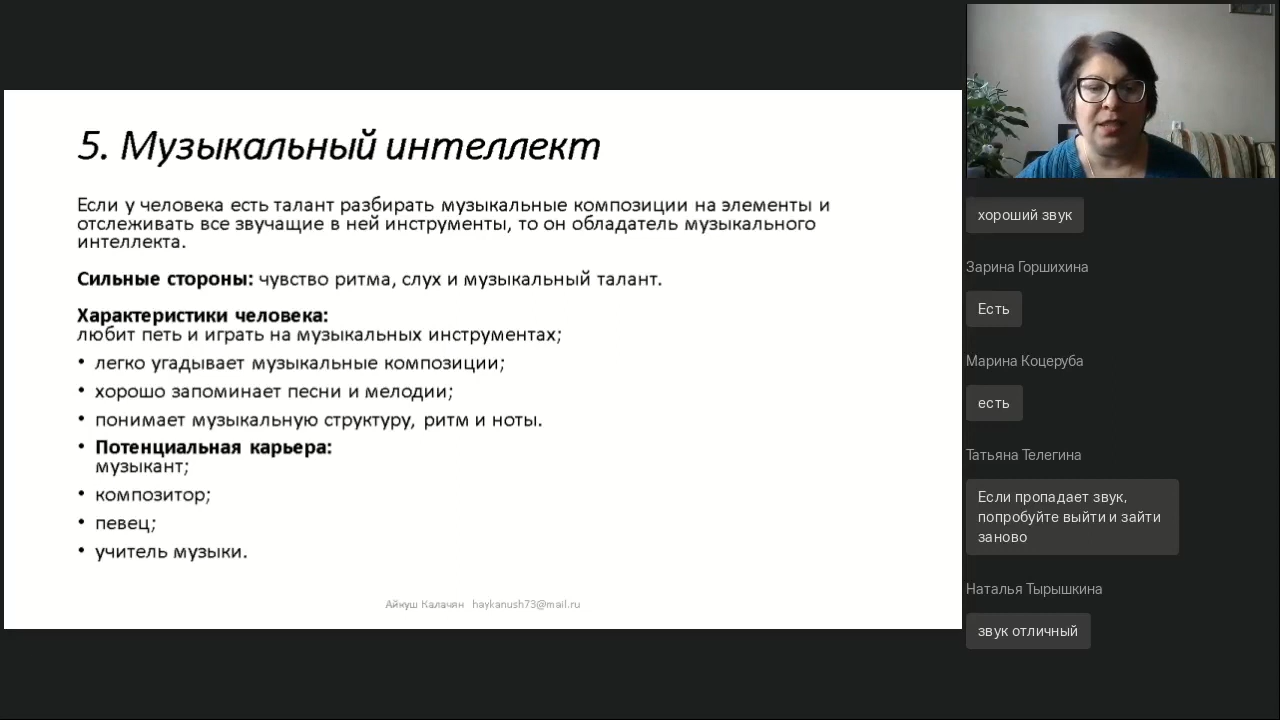 5. Музыкальный интеллект
Если у человека есть талант разбирать музыкальные композиции на элементы и
отслеживать все звучащие в ней инструменты, то он обладатель музыкального
интеллекта.
Сильные стороны: чувство ритма, слух и музыкальный талант.
Характеристики человека:
любит петь и играть на музыкальных инструментах;
• легко угадывает музыкальные композиции;
• хорошо запоминает песни и мелодии;
• понимает музыкальную структуру, ритм и ноты.
• Потенциальная карьера:
музыкант;
• композитор;
• певец;
• учитель музыки.
Айкуш Калачян haykanush73@mail.ru
хороший звук
Зарина Горшихина
Есть
Марина Коцеруба
есть
Татьяна Телегина
Если пропадает звук,
попробуйте выйти и зайти
заново
Наталья Тырышкина
звук отличный